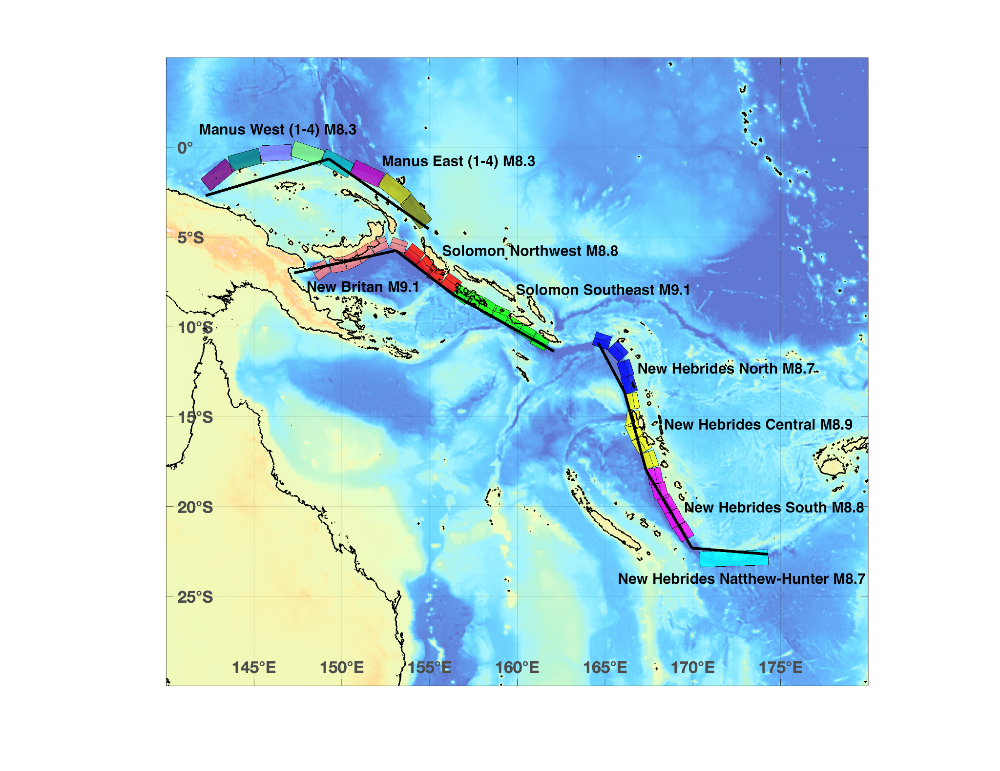 Manus West (1-4) M8.3
0°
Manus East (1-4) M8.3
5°S
Solomon Northwest M8.8
New Britan M9.1
Solomon Southeast M9.1
10°S
New Hebrides North M8.7
15°S
New Hebrides Central M8.9
20°S
New Hebrides South M8.8
New Hebrides Natthew-Hunter M8.7
25°S
145°E 150°E 155°E 160°E 165°E 170°E 175°E